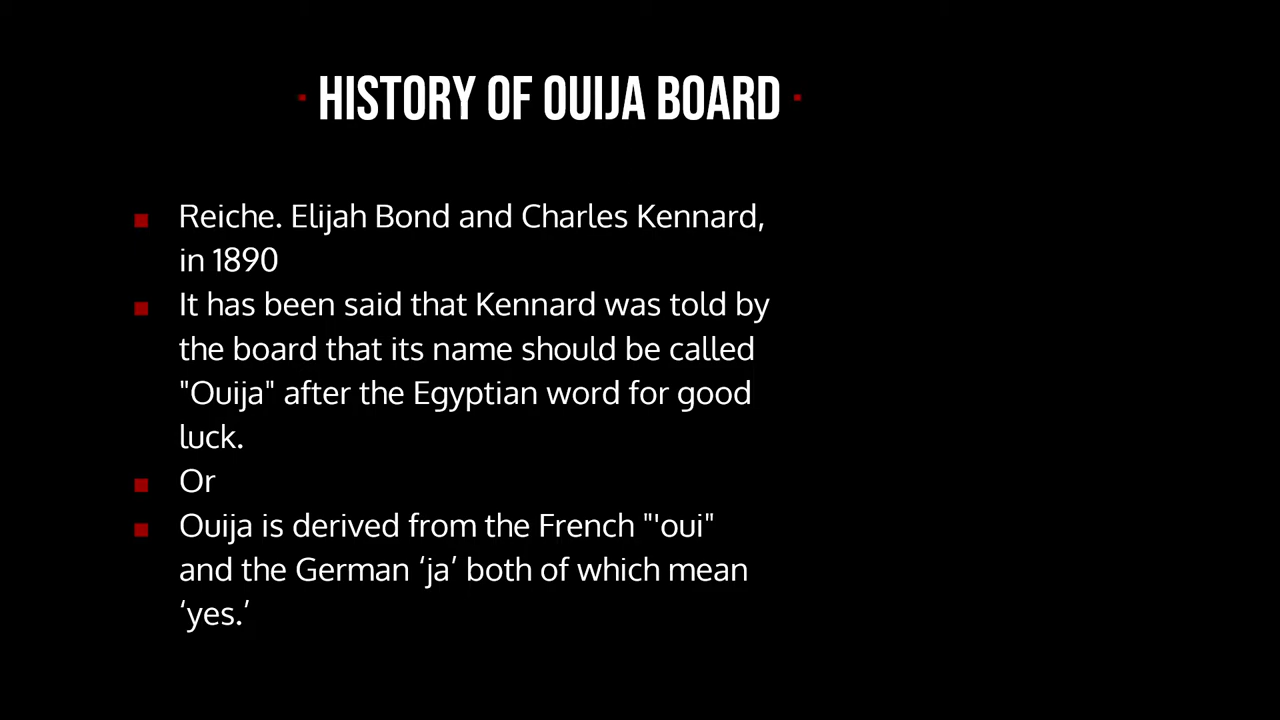 · HISTORY OF OUIJA BOARD ·
▪ Reiche. Elijah Bond and Charles Kennard,
in 1890
▪ It has been said that Kennard was told by
the board that its name should be called
"Ouija" after the Egyptian word for good
luck.
▪ Or
▪ Ouija is derived from the French "'oui"
and the German ‘ja’ both of which mean
‘yes.’